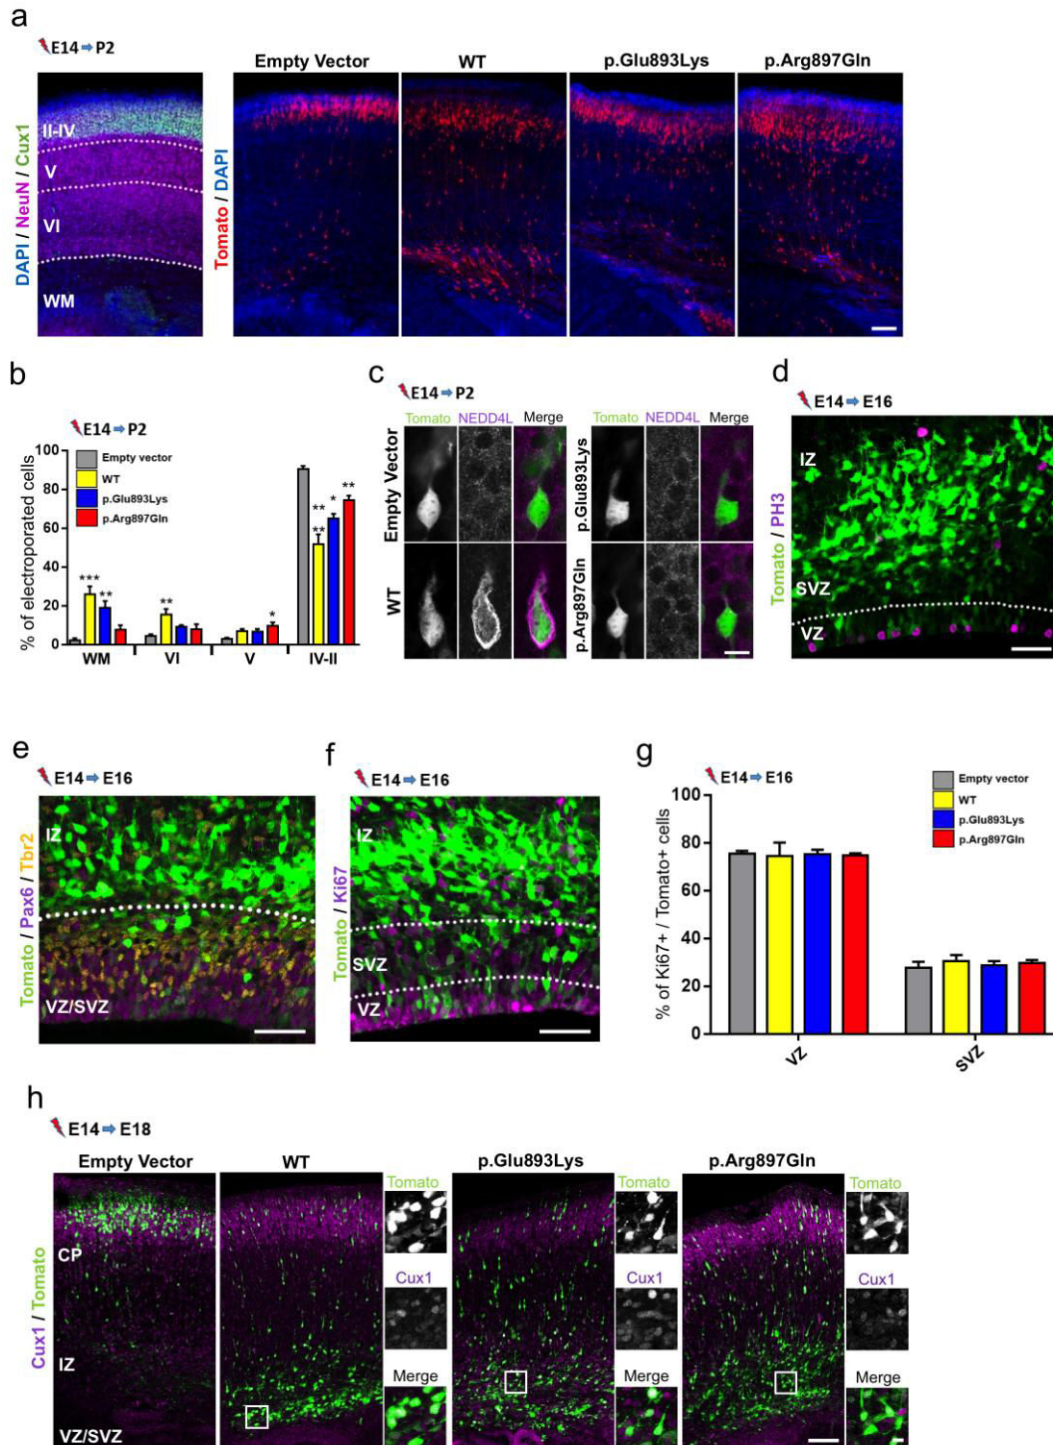 a
E14 → P2
Empty Vector
WT
p.Glu893Lys
p.Arg897Gln
DAPI / NeuN / Cux1
II-IV
V
VI
WM
Tomato / DAPI
b
E14 → P2
% of electroporated cells
100
80
60
40
20
0
Empty vector
WT
p.Glu893Lys
p.Arg897Gln
***
**
**
*
**
**
*
**
WM
VI
V
IV-II
c
E14 → P2
Tomato NEDD4L Merge
Tomato NEDD4L Merge
Empty Vector
WT
p.Glu893Lys
p.Arg897Gln
d
E14 → E16
Tomato / PH3
IZ
SVZ
VZ
e
E14 → E16
Tomato / Pax6 / Tbr2
IZ
VZ/SVZ
f
E14 → E16
Tomato / Ki67
IZ
SVZ
VZ
g
E14 → E16
% of Ki67+ / Tomato+ cells
100
80
60
40
20
0
Empty vector
WT
p.Glu893Lys
p.Arg897Gln
VZ
SVZ
h
E14 → E18
Empty Vector
WT
p.Glu893Lys
p.Arg897Gln
Cux1 / Tomato
CP
IZ
VZ/SVZ
Tomato
Cux1
Merge
Tomato
Cux1
Merge
Tomato
Cux1
Merge